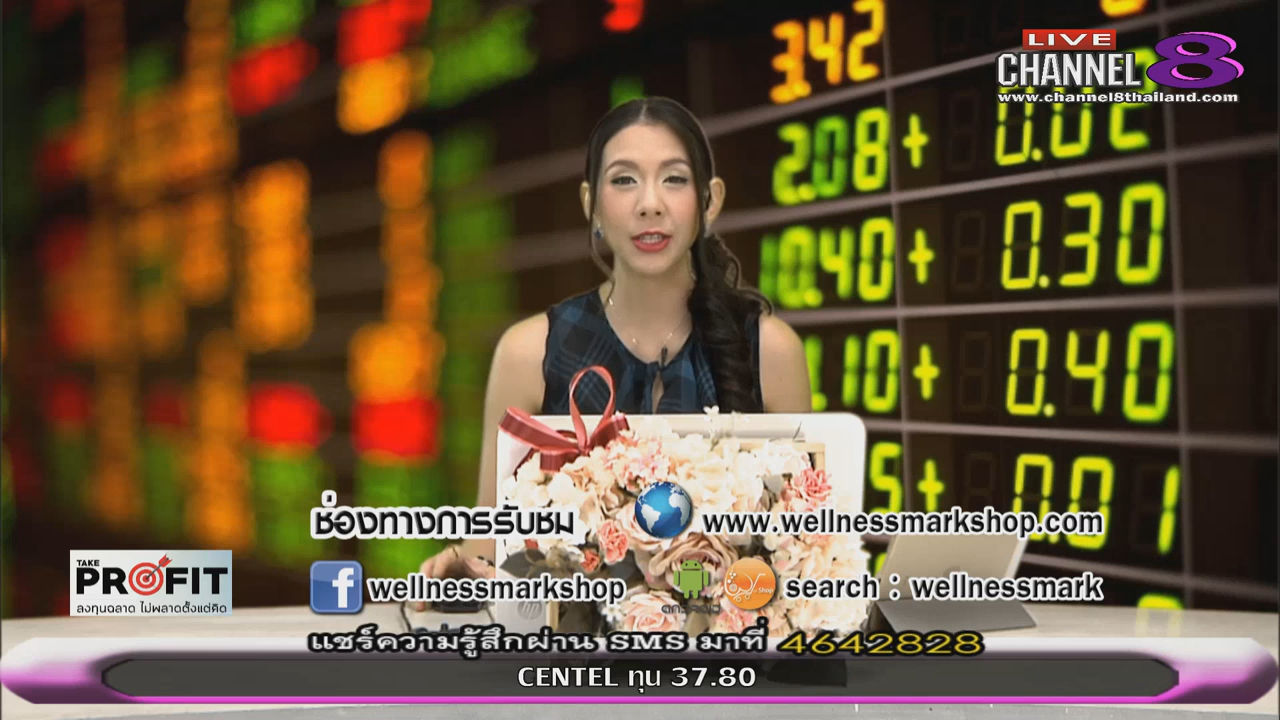 3.42
LIVE
CHANNEL 8
www.channel8thailand.com
2.08 + 0.02
10.40 + 0.30
.10 + 0.40
5 + 0.01
ช่องทางการรับชม
www.wellnessmarkshop.com
TAKE
PROFIT
ลงทุนฉลาด ไม่พลาดตั้งแต่คิด
wellnessmarkshop
search : wellnessmark
แชร์ความรู้สึกผ่าน SMS มาที่ 4642828
CENTEL ทุน 37.80